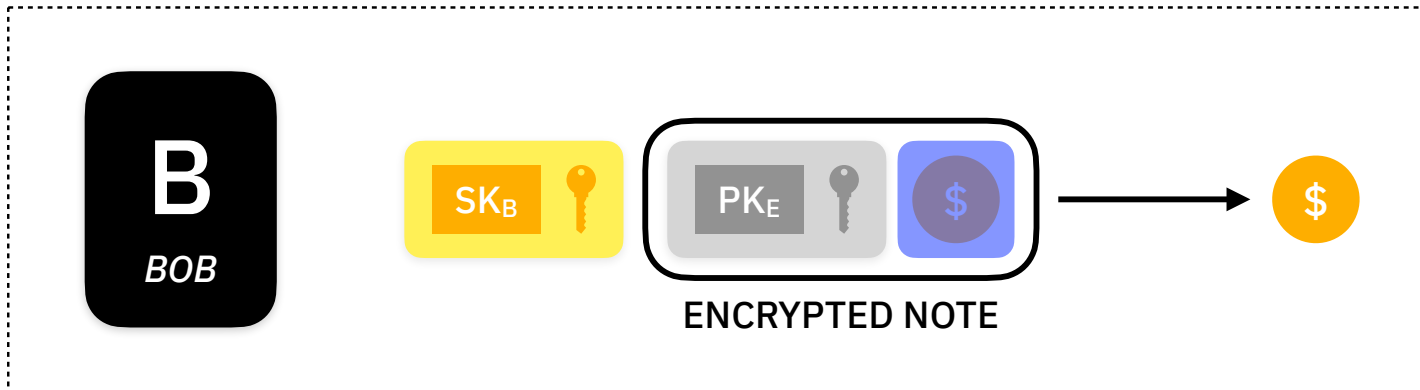 B
BOB
SKB
PKE
$
$
ENCRYPTED NOTE